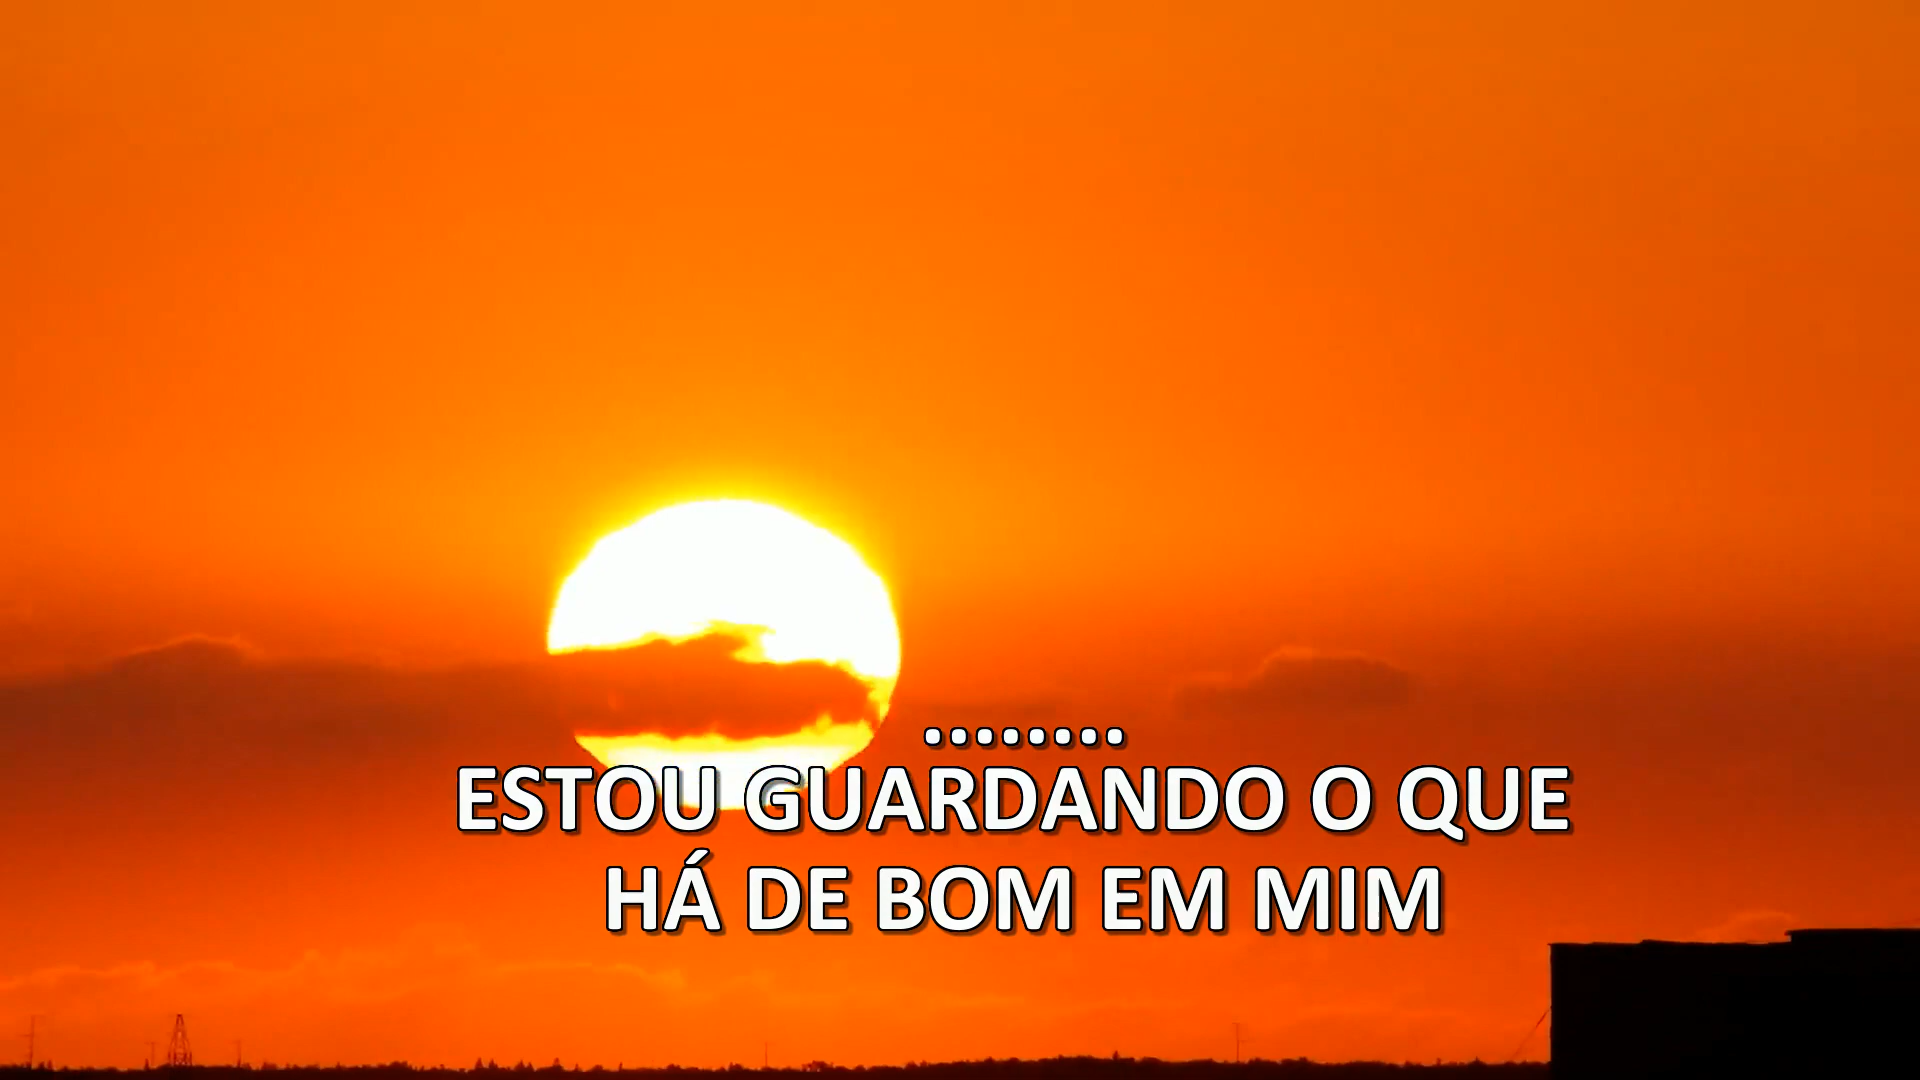 ........
ESTOU GUARDANDO O QUE
HÁ DE BOM EM MIM